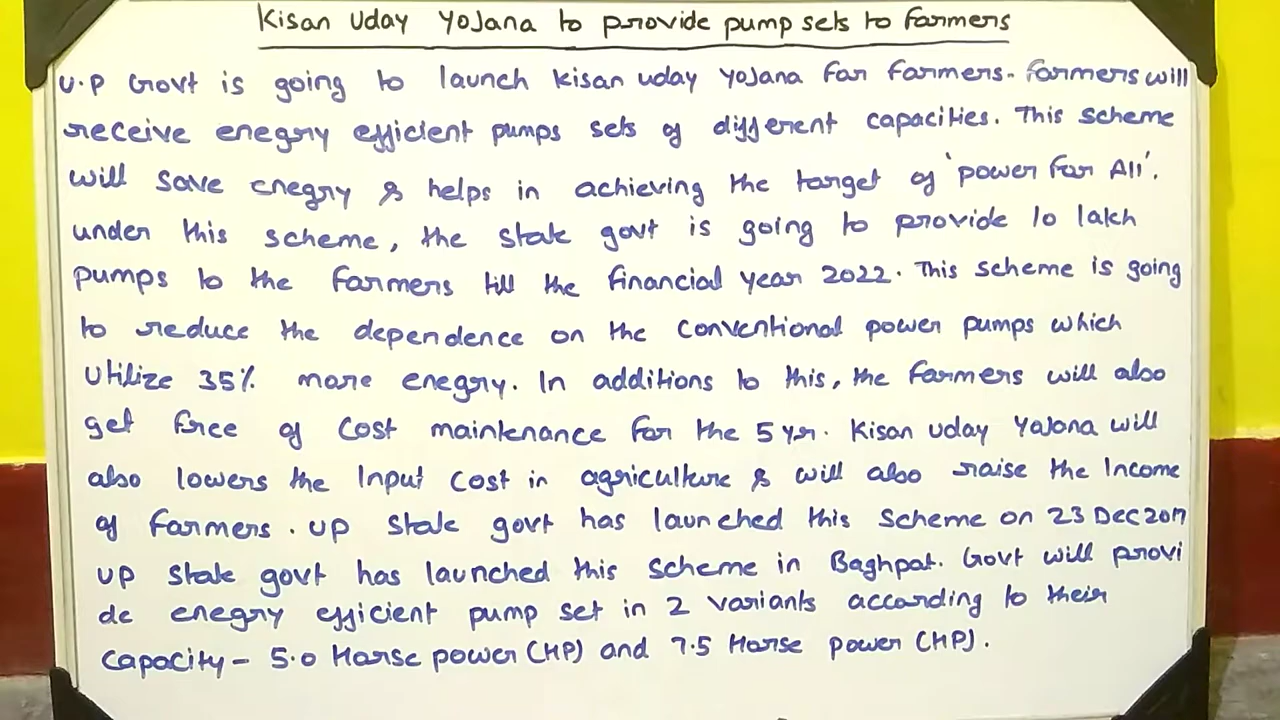 Kisan Uday Yojana to provide pump sets to farmers
U.P Govt is going to launch Kisan uday yojana for farmers. farmers will
receive enegry efficient pumps sets of different capacities. This scheme
will save enegry & helps in achieving the target of 'power for All'.
under this scheme, the state govt is going to provide 10 lakh
pumps to the farmers till the financial year 2022. This scheme is going
to reduce the dependence on the conventional power pumps which
utilize 35% more enegry. In additions to this, the farmers will also
get free of cost maintenance for the 5 yr. Kisan uday yojana will
also lowers the Input cost in agriculture & will also raise the Income
of farmers. UP State govt has launched this scheme on 23 Dec 2017
UP State govt has launched this scheme in Baghpat. Govt will provi
de enegry efficient pump set in 2 variants according to their
capacity - 5.0 Horse power (HP) and 7.5 Horse power (HP).